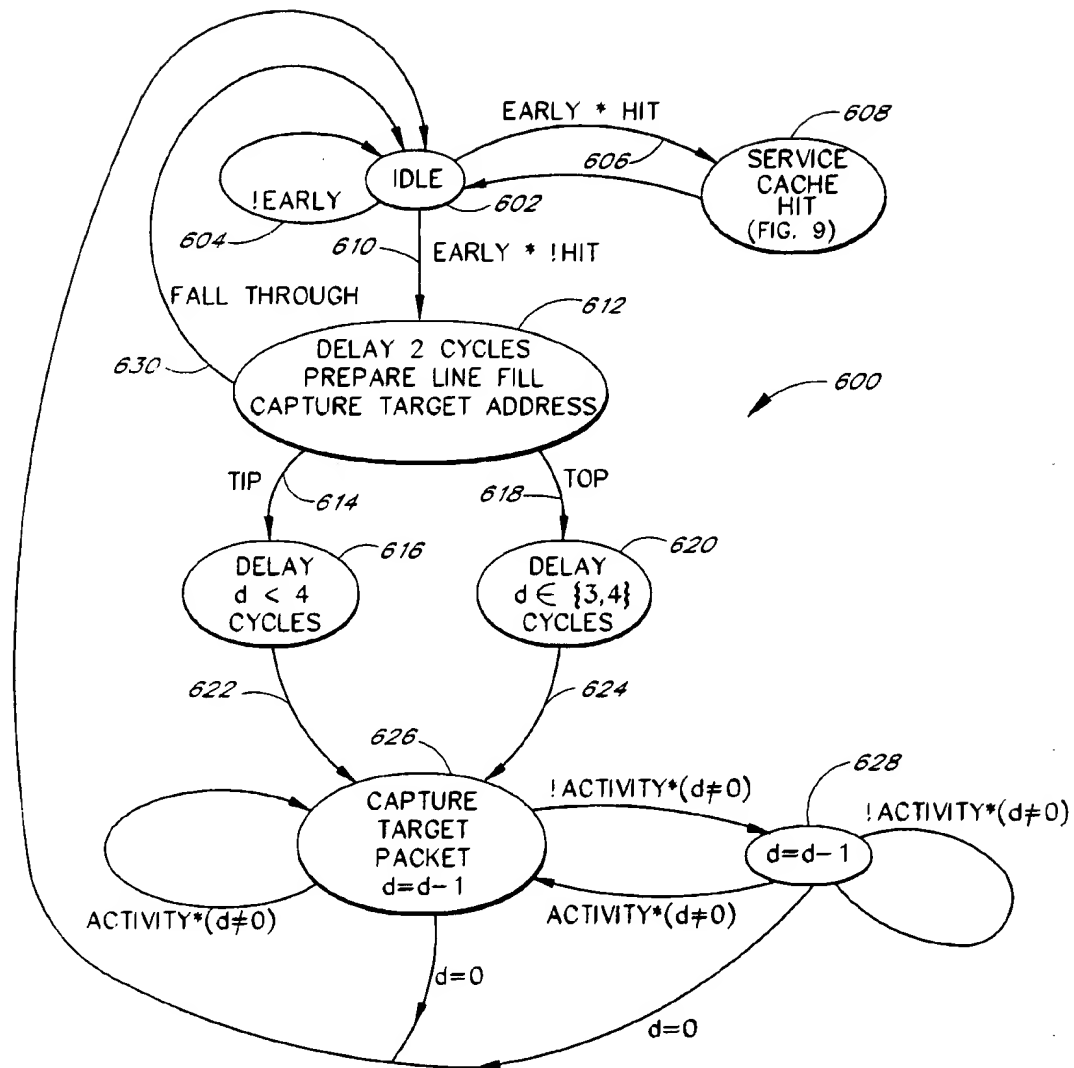 EARLY * HIT
608
606
SERVICE
CACHE
HIT
(FIG. 9)
IDLE
602
!EARLY
604
610
EARLY * !HIT
FALL THROUGH
612
630
DELAY 2 CYCLES
PREPARE LINE FILL
CAPTURE TARGET ADDRESS
600
TIP
614
618
TOP
616
DELAY
d < 4
CYCLES
620
DELAY
d ∈ {3,4}
CYCLES
622
624
626
628
CAPTURE
TARGET
PACKET
d=d-1
!ACTIVITY*(d≠0)
!ACTIVITY*(d≠0)
d=d-1
ACTIVITY*(d≠0)
ACTIVITY*(d≠0)
d=0
d=0